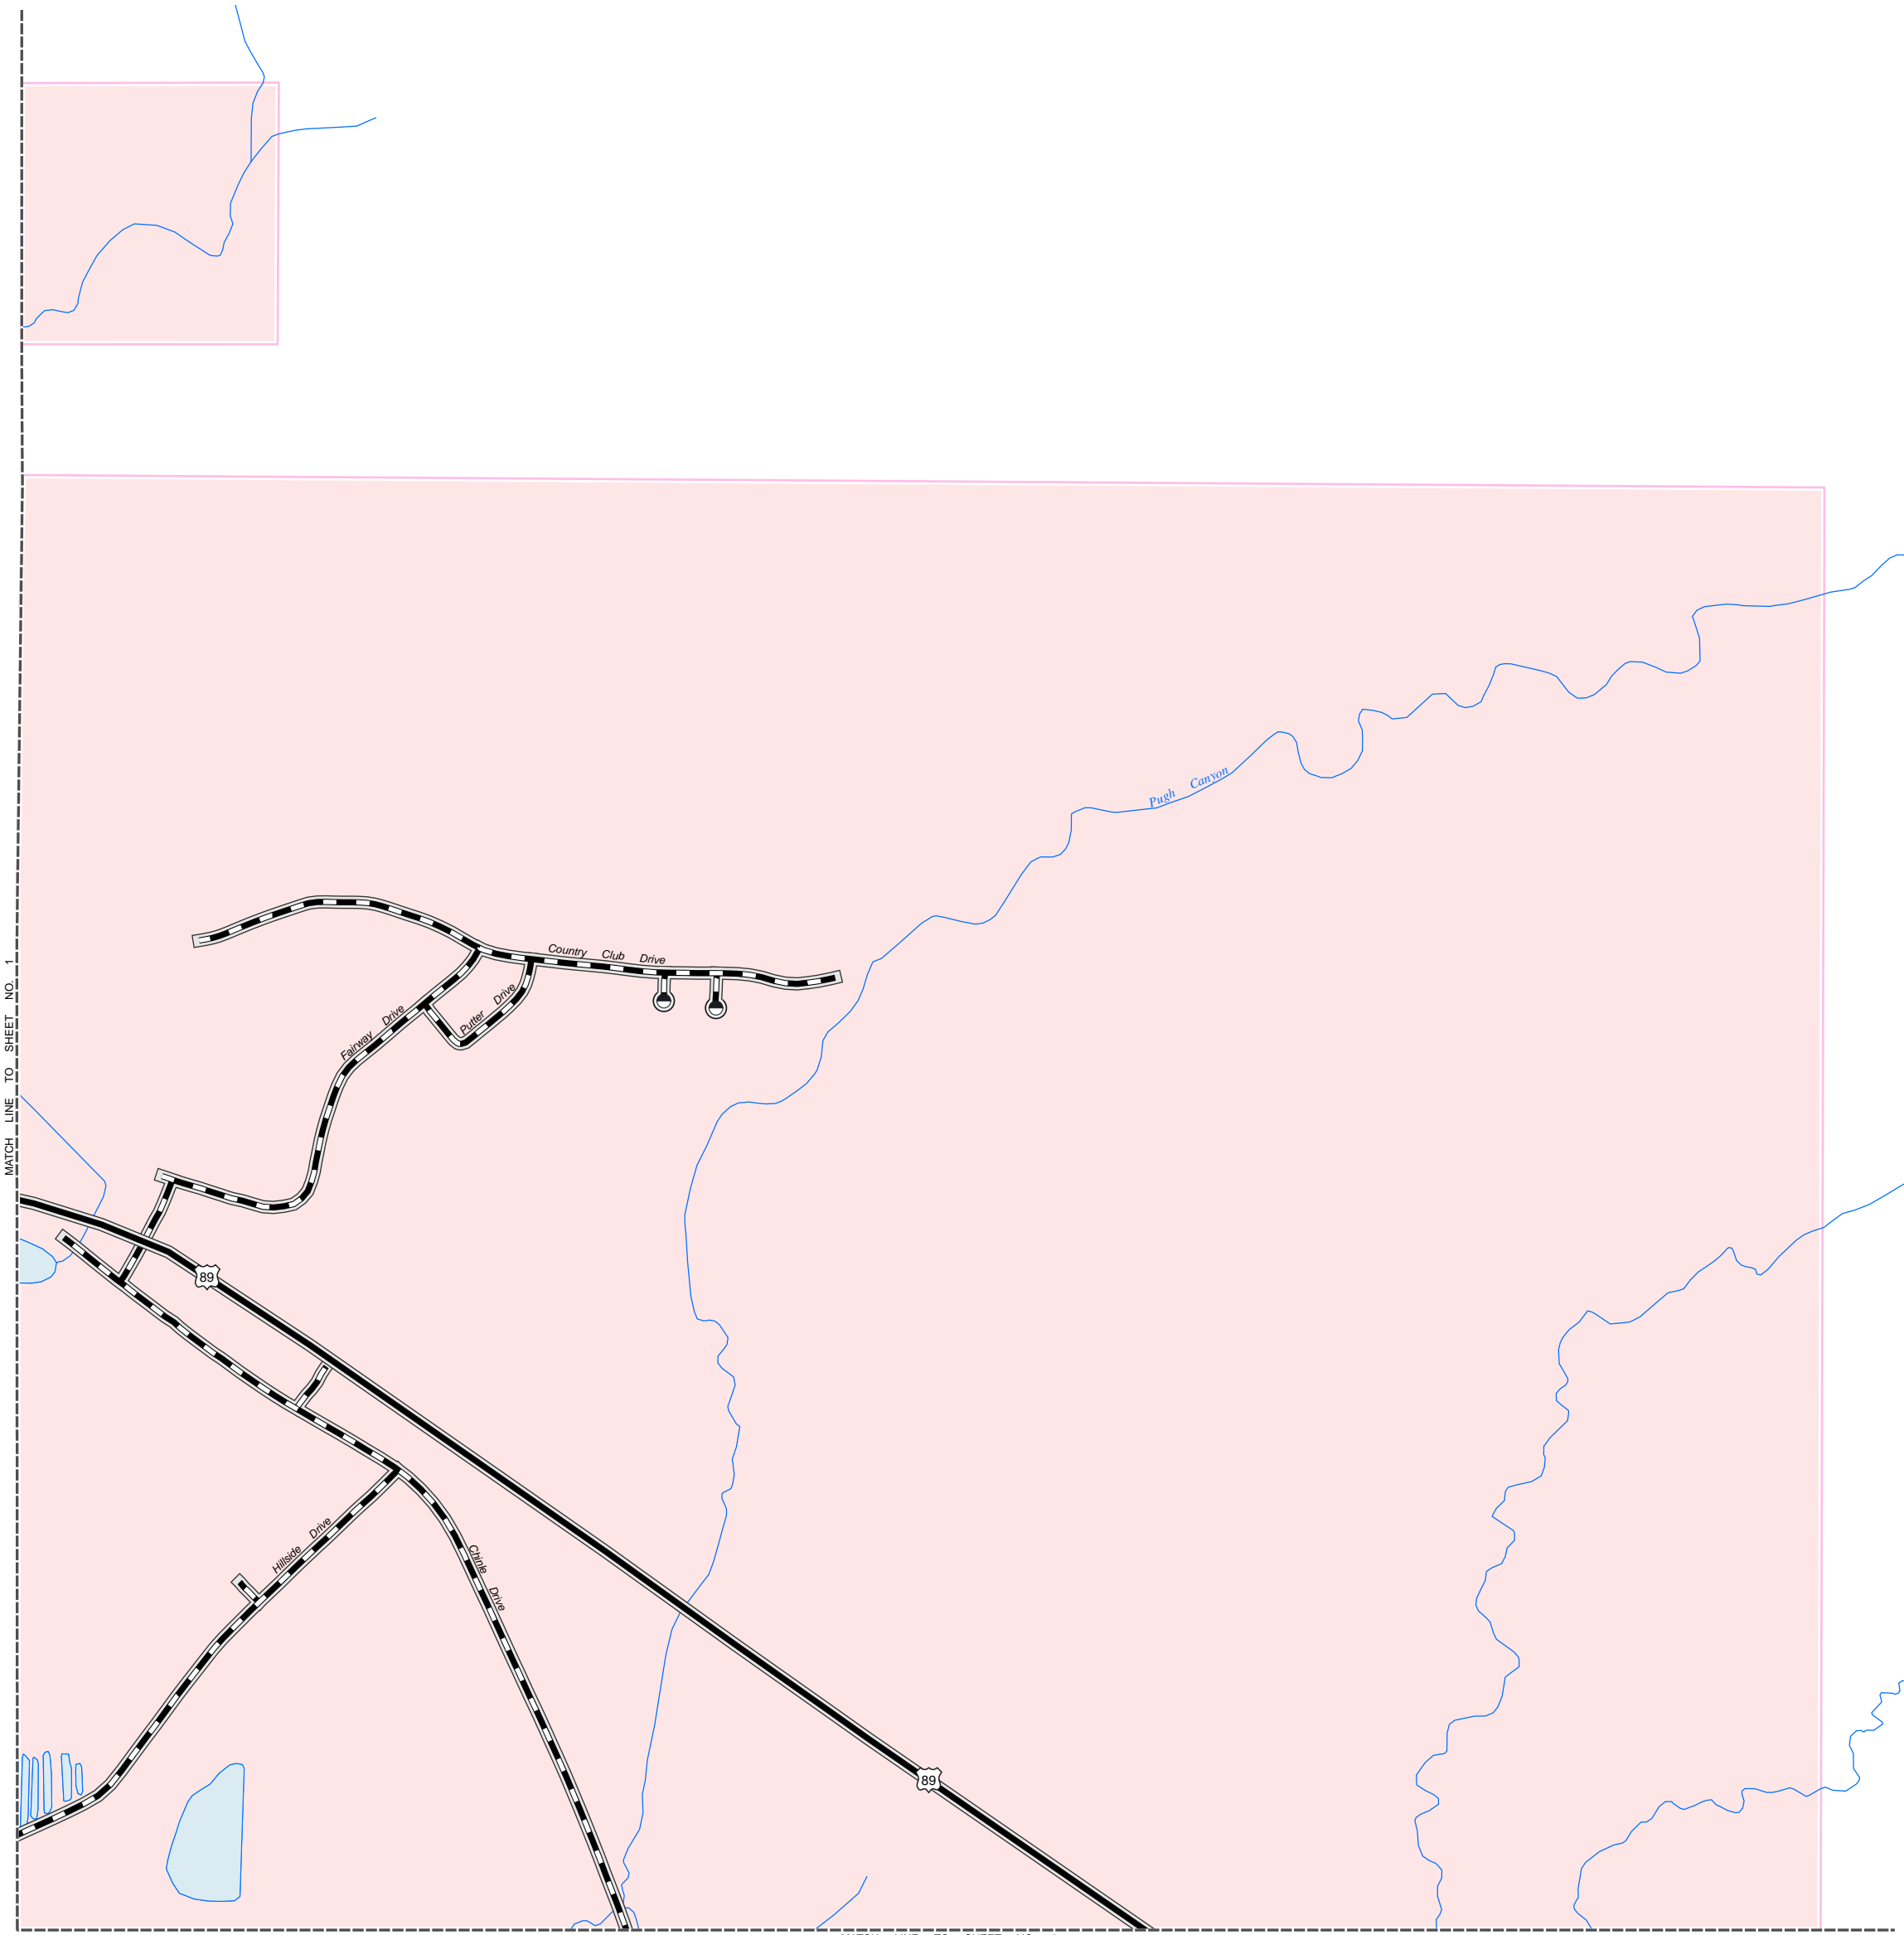 Pugh Canyon
Country Club Drive
Fairway Drive
Putter Drive
MATCH LINE TO SHEET NO. 1
89
Hillside Drive
Chinle Drive
89